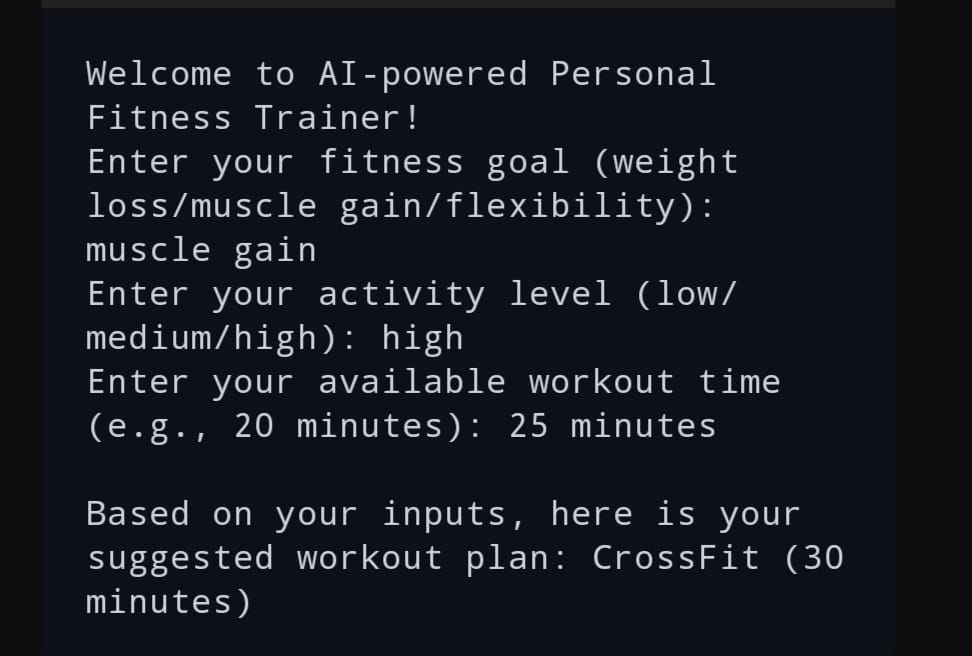 Welcome to AI-powered Personal
Fitness Trainer!
Enter your fitness goal (weight
loss/muscle gain/flexibility):
muscle gain
Enter your activity level (low/
medium/high): high
Enter your available workout time
(e.g., 20 minutes): 25 minutes
Based on your inputs, here is your
suggested workout plan: CrossFit (30
minutes)